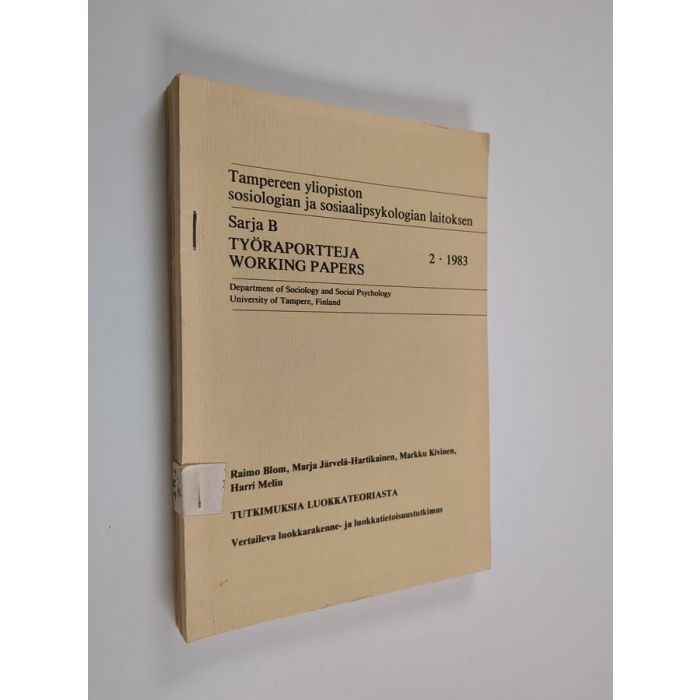 Tampereen yliopiston
sosiologian ja sosiaalipsykologian laitoksen
Sarja B
TYÖRAPORTTEJA
WORKING PAPERS
2 · 1983
Department of Sociology and Social Psychology
University of Tampere, Finland
Raimo Blom, Marja Järvelä-Hartikainen, Markku Kivinen,
Harri Melin
TUTKIMUKSIA LUOKKATEORIASTA
Vertaileva luokkarakenne- ja luokkatietoisuustutkimus